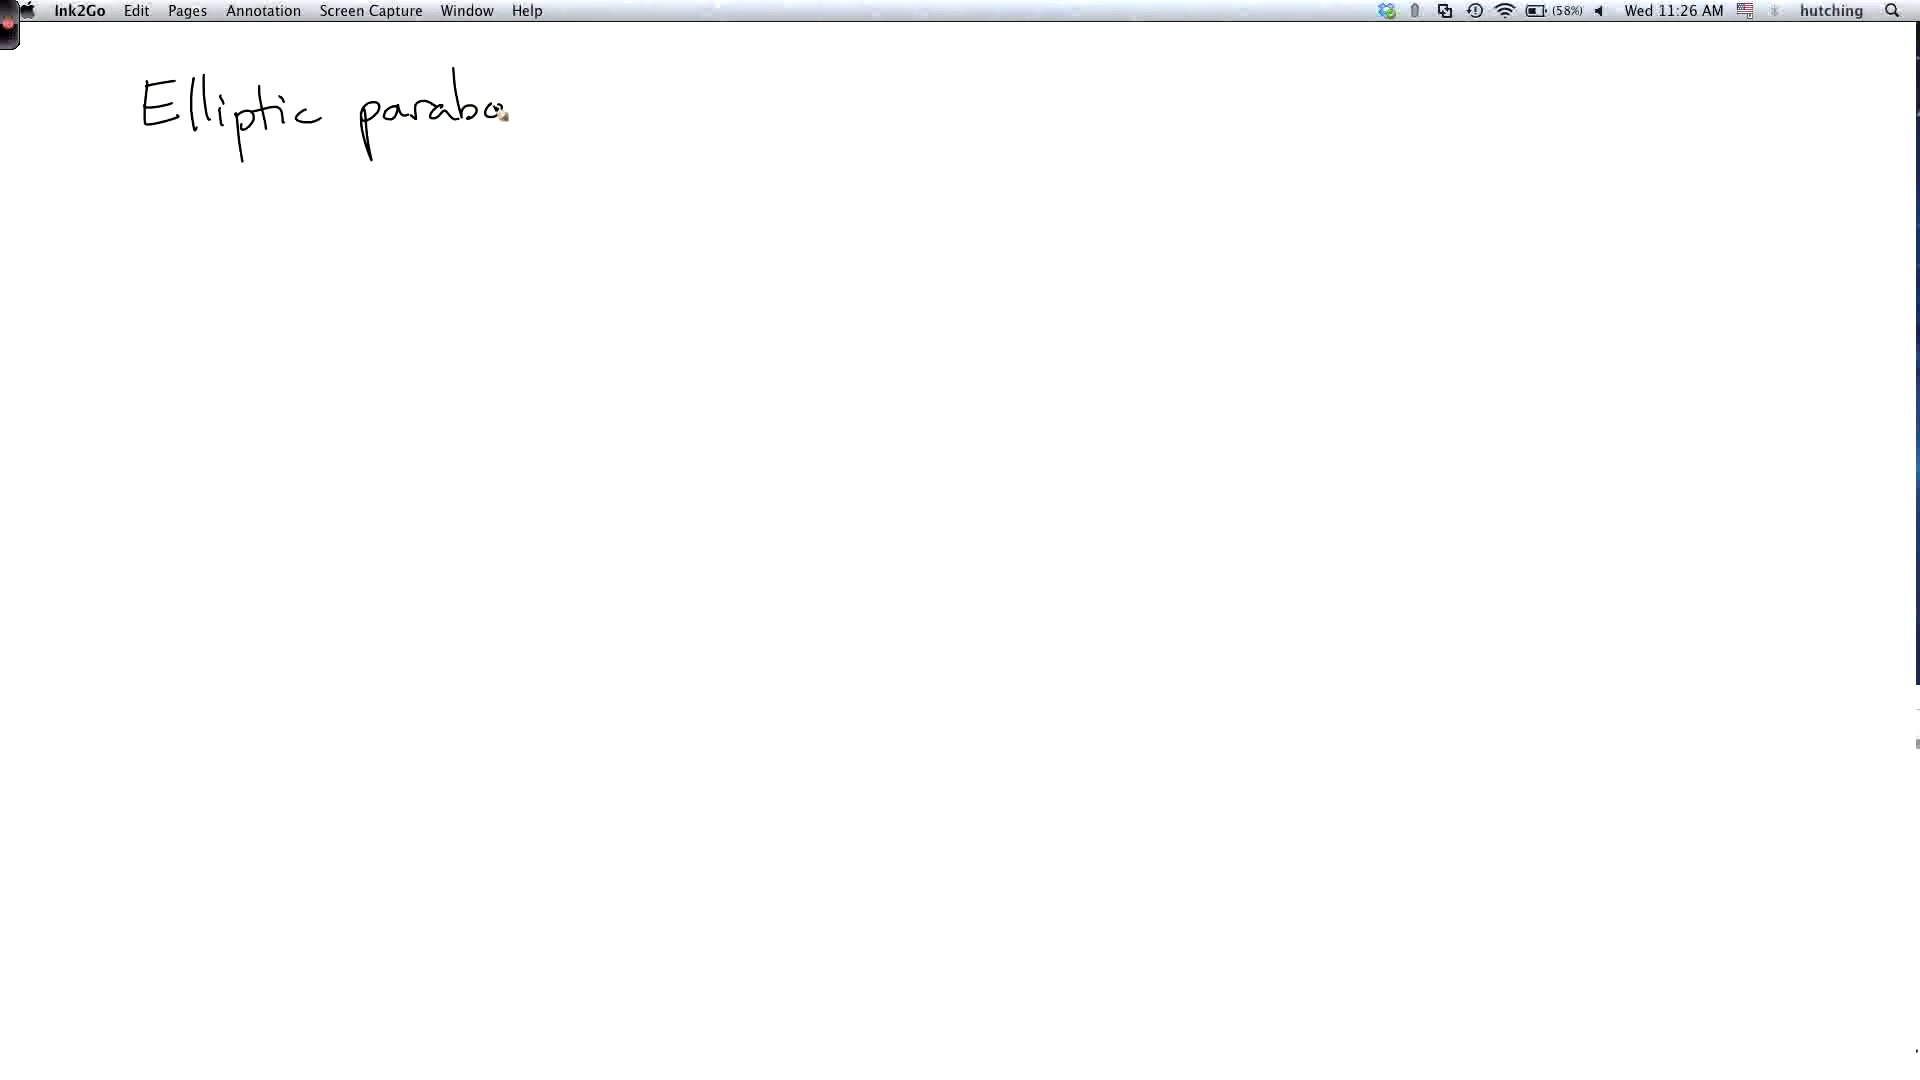 Ink2Go Edit Pages Annotation Screen Capture Window Help (58%) Wed 11:26 AM hutching
Elliptic parabo